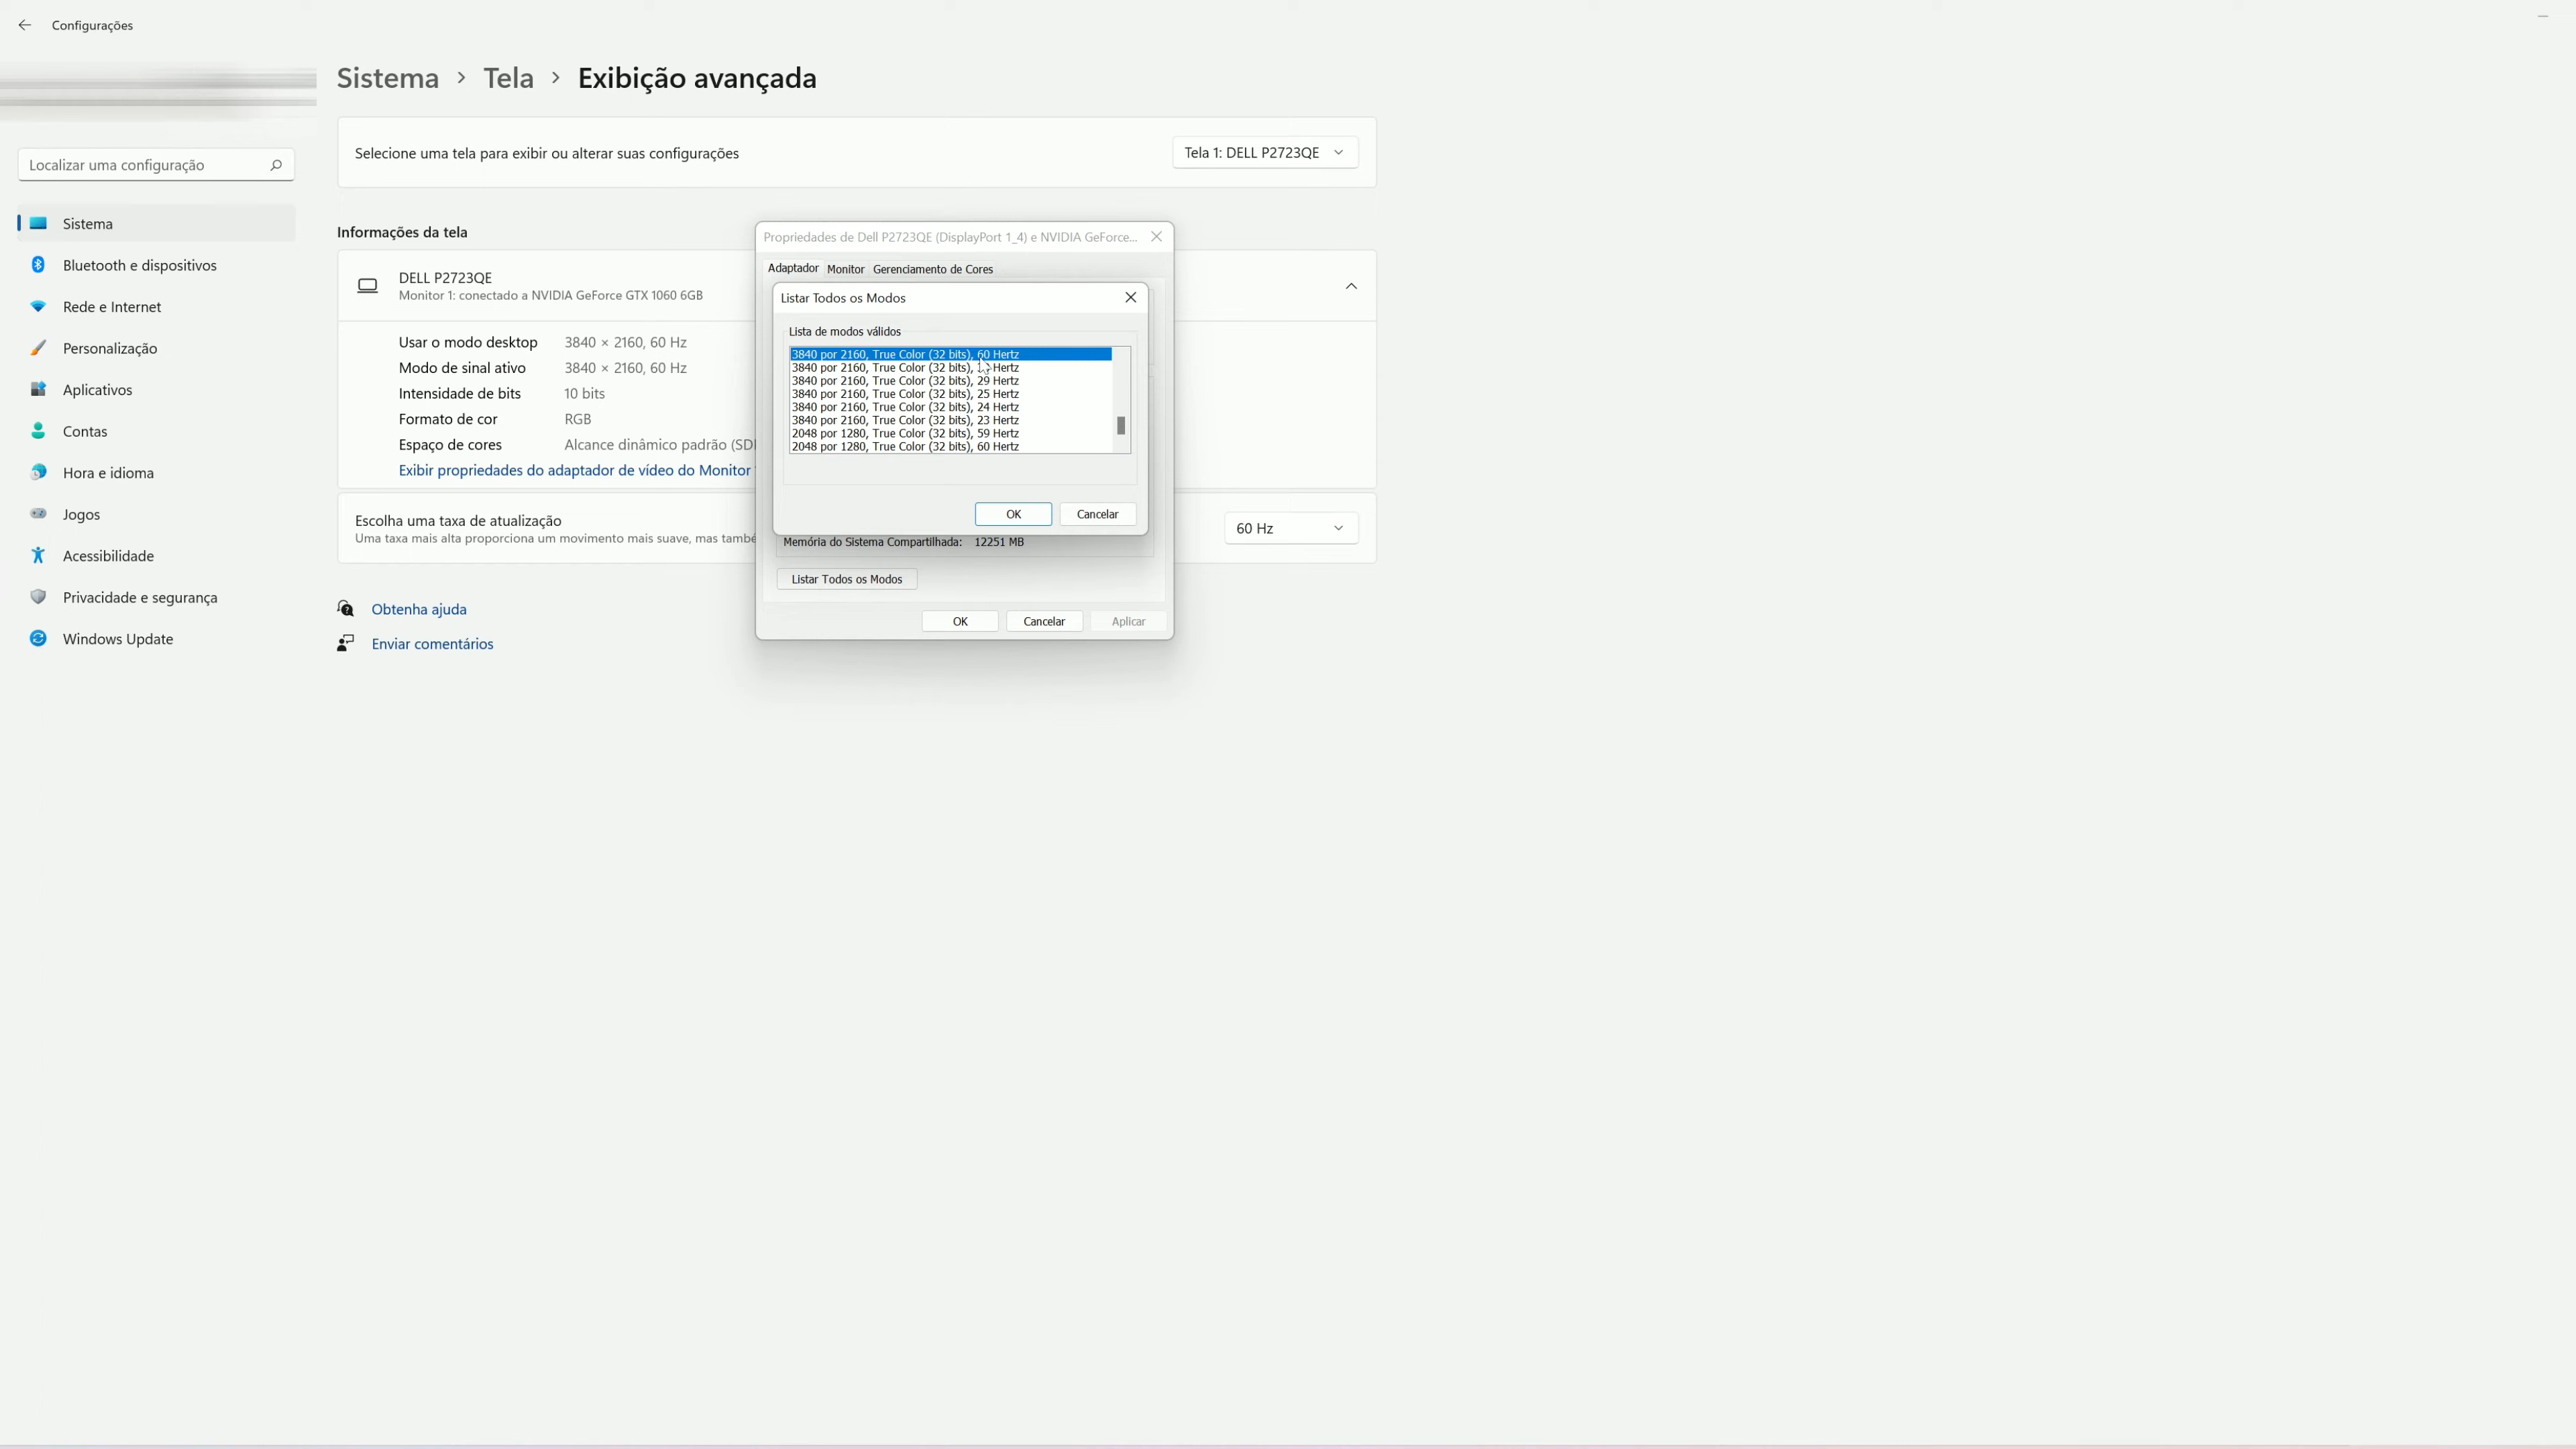 Configurações
Sistema > Tela > Exibição avançada
Selecione uma tela para exibir ou alterar suas configurações
Tela 1: DELL P2723QE
Localizar uma configuração
Sistema
Bluetooth e dispositivos
Rede e Internet
Personalização
Aplicativos
Contas
Hora e idioma
Jogos
Acessibilidade
Privacidade e segurança
Windows Update
Informações da tela
DELL P2723QE
Monitor 1: conectado a NVIDIA GeForce GTX 1060 6GB
Usar o modo desktop 3840 × 2160, 60 Hz
Modo de sinal ativo 3840 × 2160, 60 Hz
Intensidade de bits 10 bits
Formato de cor RGB
Espaço de cores Alcance dinâmico padrão
Exibir propriedades do adaptador de vídeo do Monitor
Escolha uma taxa de atualização
Uma taxa mais alta proporciona um movimento mais suave, mas
60 Hz
Obtenha ajuda
Enviar comentários
Propriedades de Dell P2723QE (DisplayPort 1_4) e NVIDIA GeForce...
Adaptador Monitor Gerenciamento de Cores
Listar Todos os Modos
Lista de modos válidos
3840 por 2160, True Color (32 bits), 60 Hertz
3840 por 2160, True Color (32 bits), Hertz
3840 por 2160, True Color (32 bits), 29 Hertz
3840 por 2160, True Color (32 bits), 25 Hertz
3840 por 2160, True Color (32 bits), 24 Hertz
3840 por 2160, True Color (32 bits), 23 Hertz
2048 por 1280, True Color (32 bits), 59 Hertz
2048 por 1280, True Color (32 bits), 60 Hertz
OK Cancelar
Memória do Sistema Compartilhada: 12251 MB
Listar Todos os Modos
OK Cancelar Aplicar